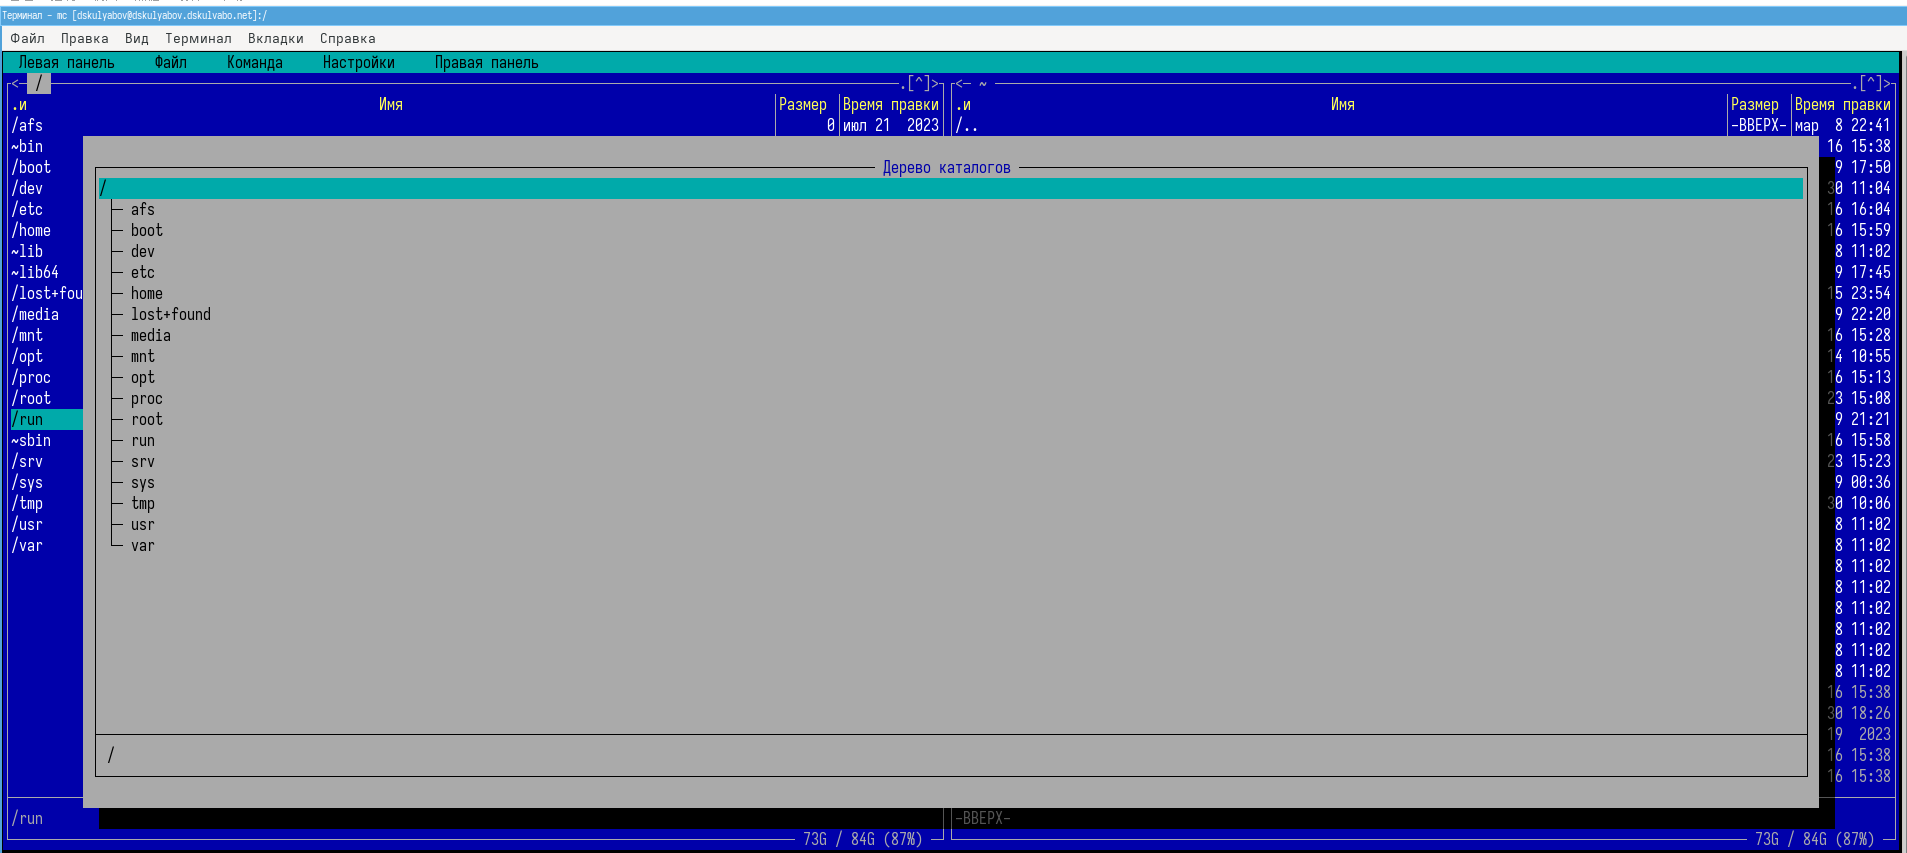 Терминал - mc [dskulyabov@dskulyabov.dskulvabo.net]:/
Файл Правка Вид Терминал Вкладки Справка
Левая панель Файл Команда Настройки Правая панель
<- / .[^]> <- ~ .[^]>
.и Имя Размер Время правки .и Имя Размер Время правки
/afs 0 июл 21 2023 /.. -ВВЕРХ- мар 8 22:41
~bin 16 15:38
/boot Дерево каталогов 9 17:50
/dev / 30 11:04
/etc afs 16 16:04
/home boot 16 15:59
~lib dev 8 11:02
~lib64 etc 9 17:45
/lost+fou home 15 23:54
/media lost+found 9 22:20
/mnt media 16 15:28
/opt mnt 14 10:55
/proc opt 16 15:13
/root proc 23 15:08
/run root 9 21:21
~sbin run 16 15:58
/srv srv 23 15:23
/sys sys 9 00:36
/tmp tmp 30 10:06
/usr usr 8 11:02
/var var 8 11:02
8 11:02
8 11:02
8 11:02
8 11:02
8 11:02
8 11:02
16 15:38
30 18:26
19 2023
/ 16 15:38
16 15:38
/run -ВВЕРХ-
73G / 84G (87%) 73G / 84G (87%)